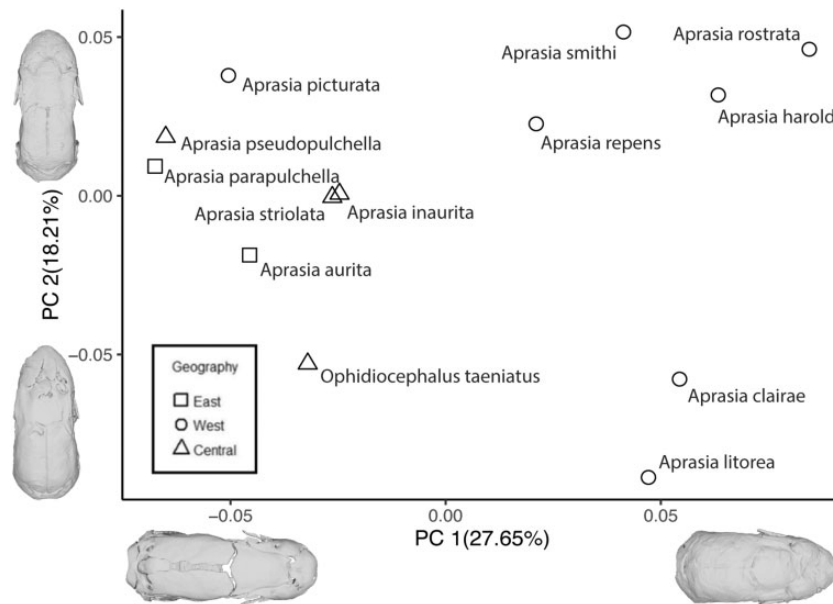 0.05
Aprasia smithi
Aprasia rostrata
Aprasia picturata
Aprasia harold
Aprasia pseudopulchella
Aprasia repens
Aprasia parapulchella
0.00
Aprasia striolata
Aprasia inaurita
Aprasia aurita
PC 2(18.21%)
−0.05
Geography
East
West
Central
Ophidiocephalus taeniatus
Aprasia clairae
Aprasia litorea
−0.05
0.00
0.05
PC 1(27.65%)